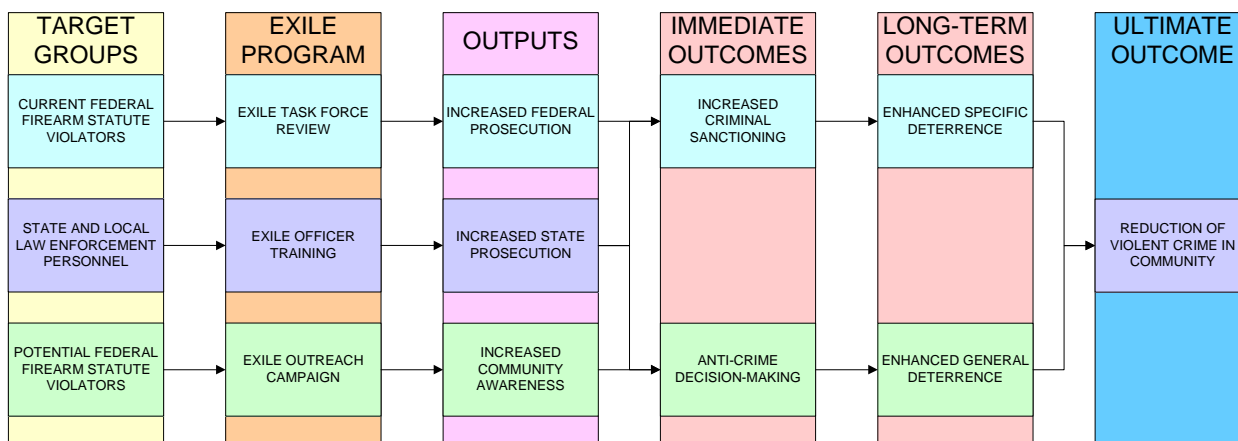 TARGET
GROUPS
EXILE
PROGRAM
OUTPUTS
IMMEDIATE
OUTCOMES
LONG-TERM
OUTCOMES
ULTIMATE
OUTCOME
CURRENT FEDERAL
FIREARM STATUTE
VIOLATORS
EXILE TASK FORCE
REVIEW
INCREASED FEDERAL
PROSECUTION
INCREASED
CRIMINAL
SANCTIONING
ENHANCED SPECIFIC
DETERRENCE
STATE AND LOCAL
LAW ENFORCEMENT
PERSONNEL
EXILE OFFICER
TRAINING
INCREASED STATE
PROSECUTION
REDUCTION OF
VIOLENT CRIME IN
COMMUNITY
POTENTIAL FEDERAL
FIREARM STATUTE
VIOLATORS
EXILE OUTREACH
CAMPAIGN
INCREASED
COMMUNITY
AWARENESS
ANTI-CRIME
DECISION-MAKING
ENHANCED GENERAL
DETERRENCE